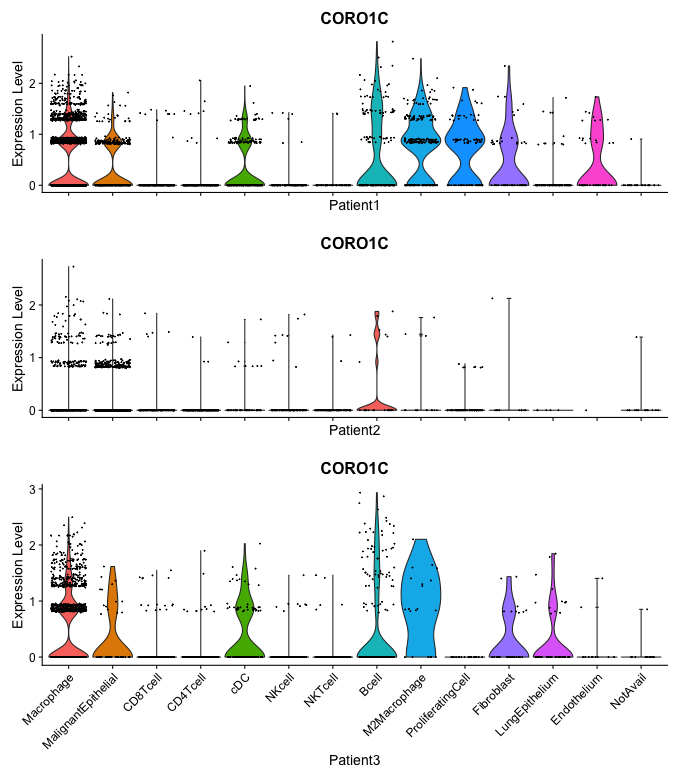 CORO1C
Expression Level
2
1
0
Patient1
CORO1C
Expression Level
2
1
0
Patient2
CORO1C
Expression Level
3
2
1
0
Macrophage
MalignantEpithelial
CD8Tcell
CD4Tcell
cDC
NKcell
NKTcell
Bcell
M2Macrophage
ProliferatingCell
Fibroblast
LungEpithelium
Endothelium
NotAvail
Patient3